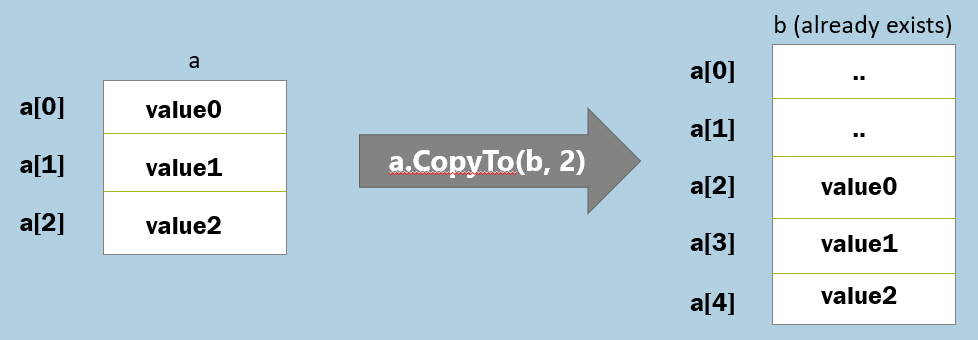 a
a[0] value0
a[1] value1
a[2] value2
a.CopyTo(b, 2)
b (already exists)
a[0] ..
a[1] ..
a[2] value0
a[3] value1
a[4] value2